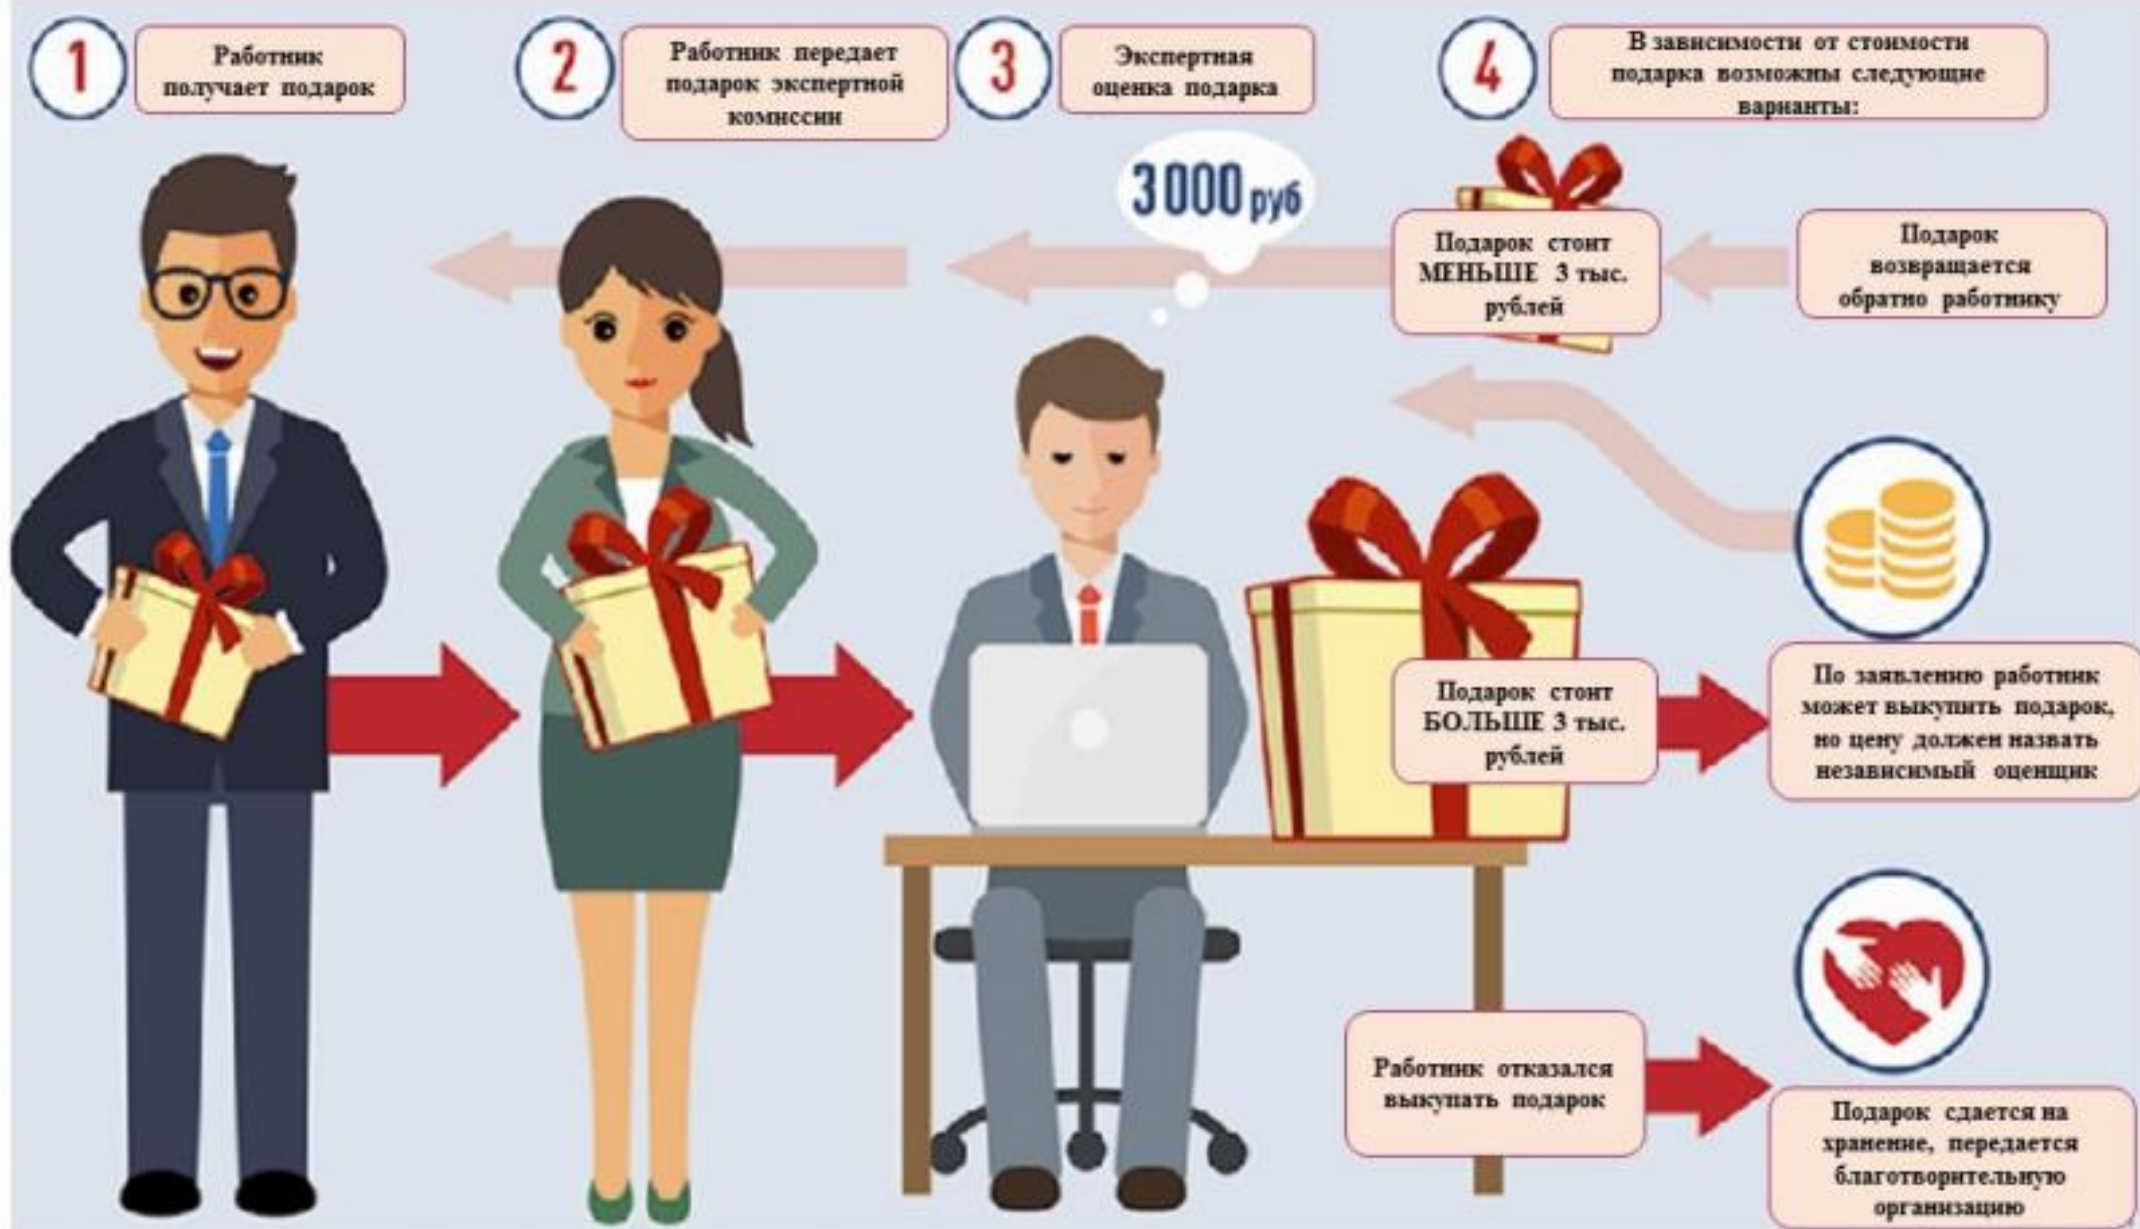 1
Работник
получает подарок
2
Работник передает
подарок экспертной
комиссии
3
Экспертная
оценка подарка
4
В зависимости от стоимости
подарка возможны следующие
варианты:
3000 руб
Подарок стоит
МЕНЬШЕ 3 тыс.
рублей
Подарок
возвращается
обратно работнику
Подарок стоит
БОЛЬШЕ 3 тыс.
рублей
По заявлению работник
может выкупить подарок,
но цену должен назвать
независимый оценщик
Работник отказался
выкупать подарок
Подарок сдается на
хранение, передается
благотворительную
организацию